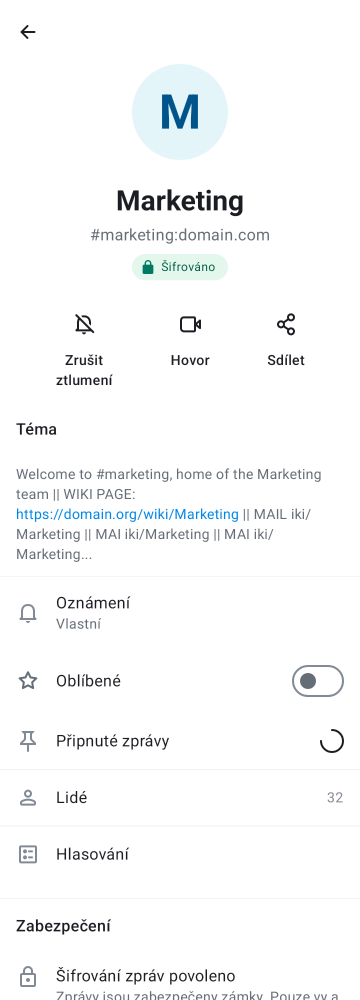 M
Marketing
#marketing:domain.com
Šifrováno
Zrušit
ztlumení
Hovor
Sdílet
Téma
Welcome to #marketing, home of the Marketing
team || WIKI PAGE:
https://domain.org/wiki/Marketing || MAIL iki/
Marketing || MAI iki/Marketing || MAI iki/
Marketing...
Oznámení
Vlastní
Oblíbené
Připnuté zprávy
Lidé
32
Hlasování
Zabezpečení
Šifrování zpráv povoleno
Zprávy jsou zabezpečeny zámky. Pouze vy a